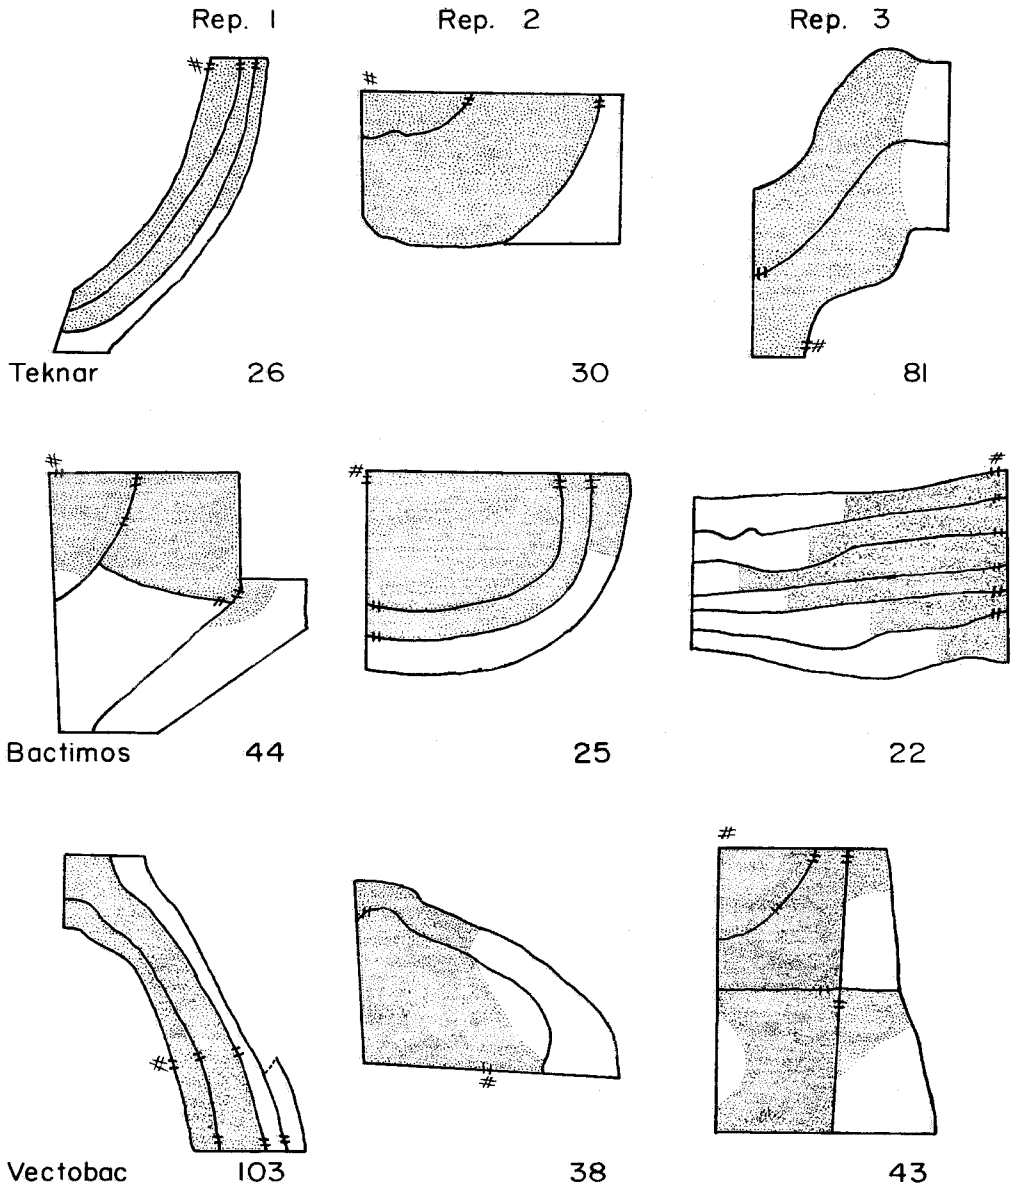 Rep. 1 Rep. 2 Rep. 3
Teknar 26 30 81
Bactimos 44 25 22
Vectobac 103 38 43